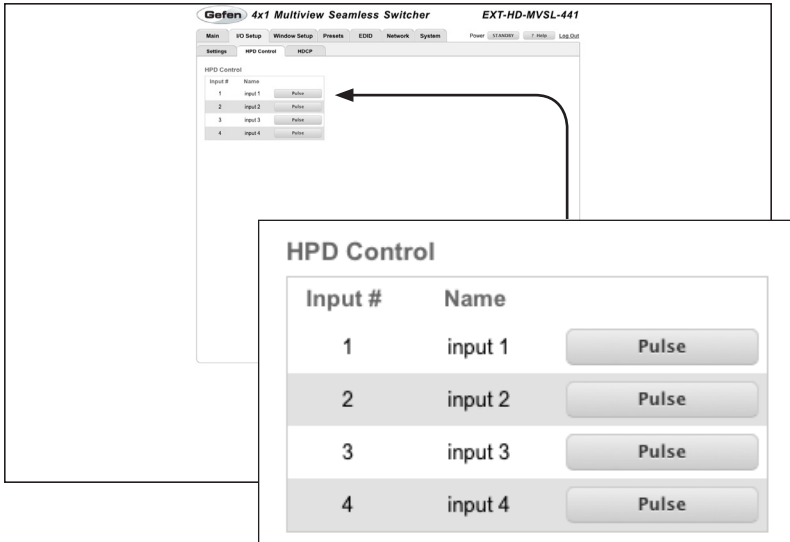 Gefen 4x1 Multiview Seamless Switcher EXT-HD-MVSL-441
Main I/O Setup Window Setup Presets EDID Network System Power STANDBY ? Help Log Out
Settings HPD Control HDCP
HPD Control
Input # Name
1 input 1 Pulse
2 input 2 Pulse
3 input 3 Pulse
4 input 4 Pulse
HPD Control
Input # Name
1 input 1 Pulse
2 input 2 Pulse
3 input 3 Pulse
4 input 4 Pulse